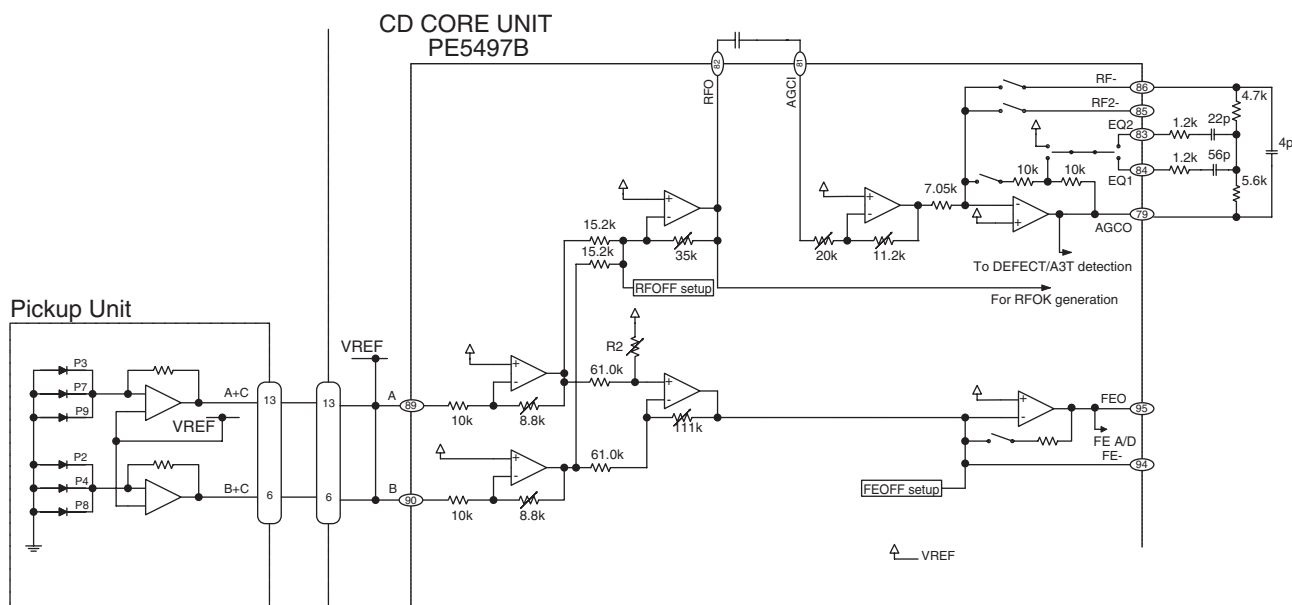 CD CORE UNIT
PE5497B
82
81
RFO
AGCI
RF-
86
4.7k
RF2-
85
EQ2
83
1.2k
22p
4p
1.2k
56p
84
EQ1
10k
10k
5.6k
7.05k
79
AGCO
15.2k
15.2k
35k
20k
11.2k
To DEFECT/A3T detection
RFOFF setup
For RFOK generation
Pickup Unit
VREF
R2
P3
P7
P9
A+C
13
13
A
89
61.0k
10k
8.8k
111k
VREF
FEO
95
FE A/D
FE-
94
P2
P4
P8
B+C
6
6
B
90
61.0k
10k
8.8k
FEOFF setup
VREF